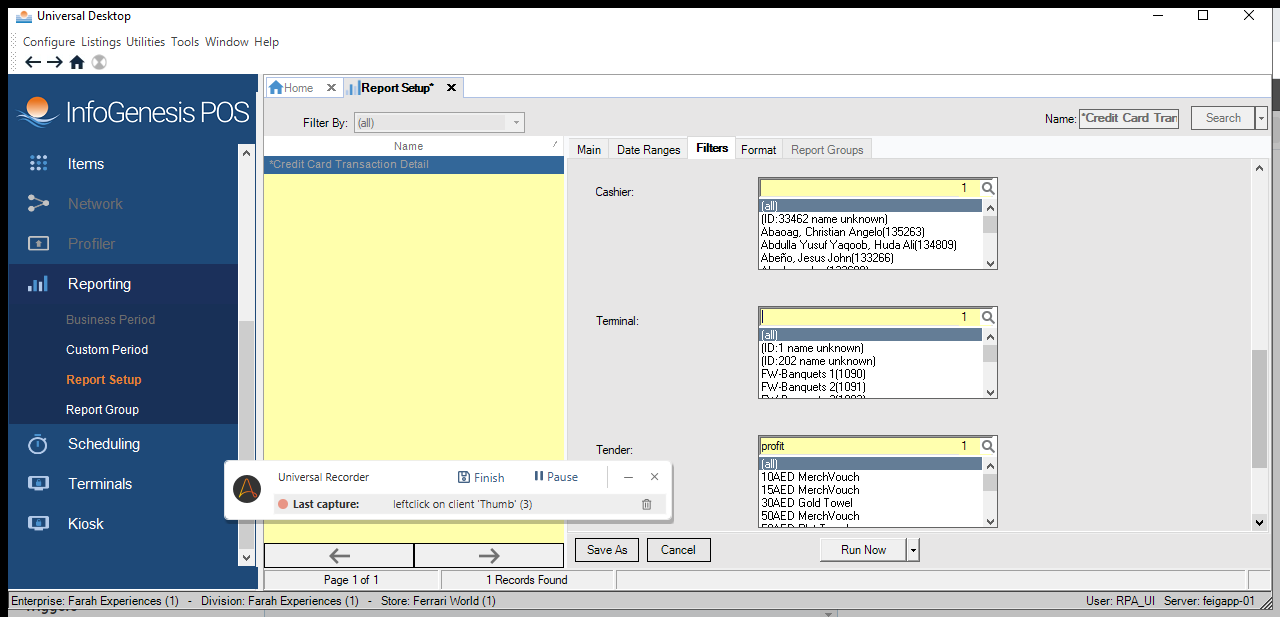 Universal Desktop
Configure Listings Utilities Tools Window Help
InfoGenesis POS
Items
Network
Profiler
Reporting
Business Period
Custom Period
Report Setup
Report Group
Scheduling
Terminals
Kiosk
Home
Report Setup*
Filter By: (all)
Name: *Credit Card Tran
Search
Name
*Credit Card Transaction Detail
Main
Date Ranges
Filters
Format
Report Groups
Cashier:
1
(all)
(ID:33462 name unknown)
Abaoag, Christian Angelo(135263)
Abdulla Yusuf Yaqoob, Huda Ali(134809)
Abeño, Jesus John(133266)
Terminal:
1
(all)
(ID:1 name unknown)
(ID:202 name unknown)
FW-Banquets 1(1090)
FW-Banquets 2(1091)
Tender:
profit 1
(all)
10AED MerchVouch
15AED MerchVouch
30AED Gold Towel
50AED MerchVouch
Universal Recorder
Finish
Pause
Last capture: leftclick on client 'Thumb' (3)
Save As
Cancel
Run Now
Page 1 of 1
1 Records Found
Enterprise: Farah Experiences (1) - Division: Farah Experiences (1) - Store: Ferrari World (1)
User: RPA_UI Server: feigapp-01